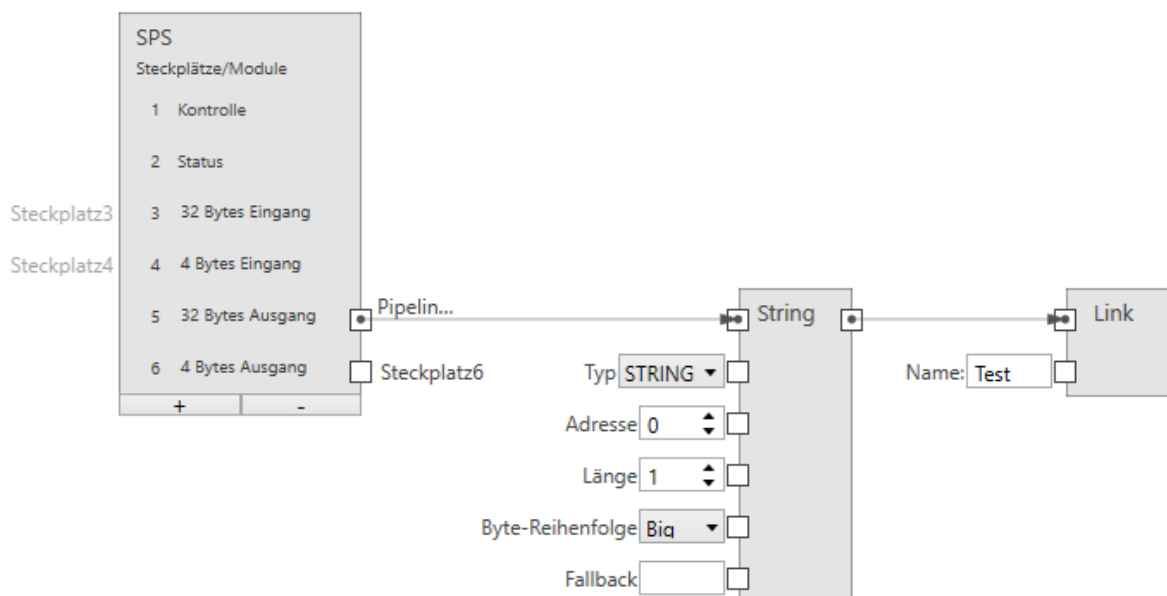 SPS
Steckplätze/Module
1 Kontrolle
2 Status
Steckplatz3 3 32 Bytes Eingang
Steckplatz4 4 4 Bytes Eingang
5 32 Bytes Ausgang Pipelin... String Link
6 4 Bytes Ausgang Steckplatz6 Typ STRING Name: Test
+ -
Adresse 0
Länge 1
Byte-Reihenfolge Big
Fallback